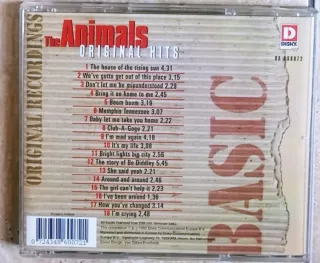 The Animals
ORIGINAL HITS
DISKY
ORIGINAL RECORDINGS
1 The house of the rising sun 4.31
2 We've gotta get out of this place 3.15
3 Don't let me be misunderstood 2.29
4 Bring it on home to me 2.45
5 Boom boom 3.19
6 Memphis Tennessee 3.07
7 Baby let me take you home 2.22
8 Club-A-Gogo 2.21
9 I'm mad again 4.19
10 It's my life 3.08
11 Bright lights big city 2.56
12 The story of Bo Diddley 5.45
13 She said yeah 2.21
14 Around and around 2.46
15 The girl can't help it 2.23
16 I've been around 1.36
17 How you've changed 3.14
18 I'm crying 2.48
BASIC
0 724348 600721